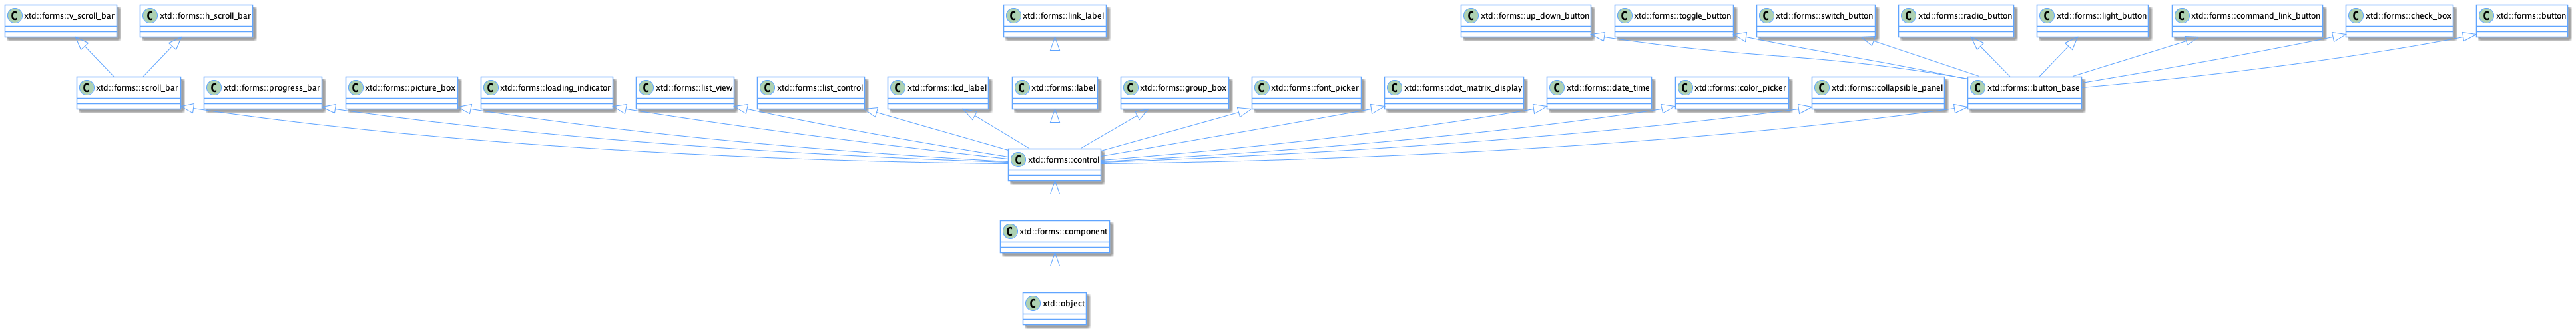 C xtd::forms::v_scroll_bar
C xtd::forms::h_scroll_bar
C xtd::forms::link_label
C xtd::forms::up_down_button
C xtd::forms::toggle_button
C xtd::forms::switch_button
C xtd::forms::radio_button
C xtd::forms::light_button
C xtd::forms::command_link_button
C xtd::forms::check_box
C xtd::forms::button
C xtd::forms::scroll_bar
C xtd::forms::progress_bar
C xtd::forms::picture_box
C xtd::forms::loading_indicator
C xtd::forms::list_view
C xtd::forms::list_control
C xtd::forms::lcd_label
C xtd::forms::label
C xtd::forms::group_box
C xtd::forms::font_picker
C xtd::forms::dot_matrix_display
C xtd::forms::date_time
C xtd::forms::color_picker
C xtd::forms::collapsible_panel
C xtd::forms::button_base
C xtd::forms::control
C xtd::forms::component
C xtd::object